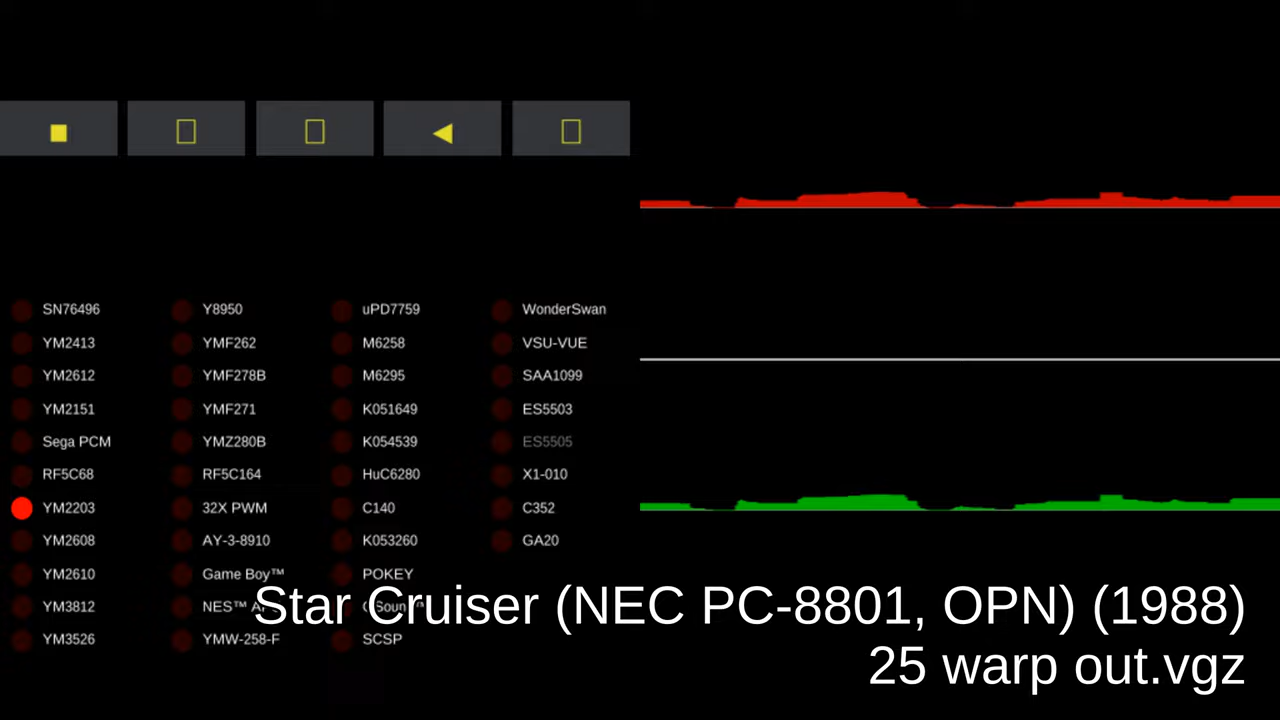 SN76496
YM2413
YM2612
YM2151
Sega PCM
RF5C68
YM2203
YM2608
YM2610
YM3812
YM3526
Y8950
YMF262
YMF278B
YMF271
YMZ280B
RF5C164
32X PWM
AY-3-8910
Game Boy™
NES™
YMW-258-F
uPD7759
M6258
M6295
K051649
K054539
HuC6280
C140
K053260
POKEY
SCSP
WonderSwan
VSU-VUE
SAA1099
ES5503
ES5505
X1-010
C352
GA20
Star Cruiser (NEC PC-8801, OPN) (1988)
25 warp out.vgz